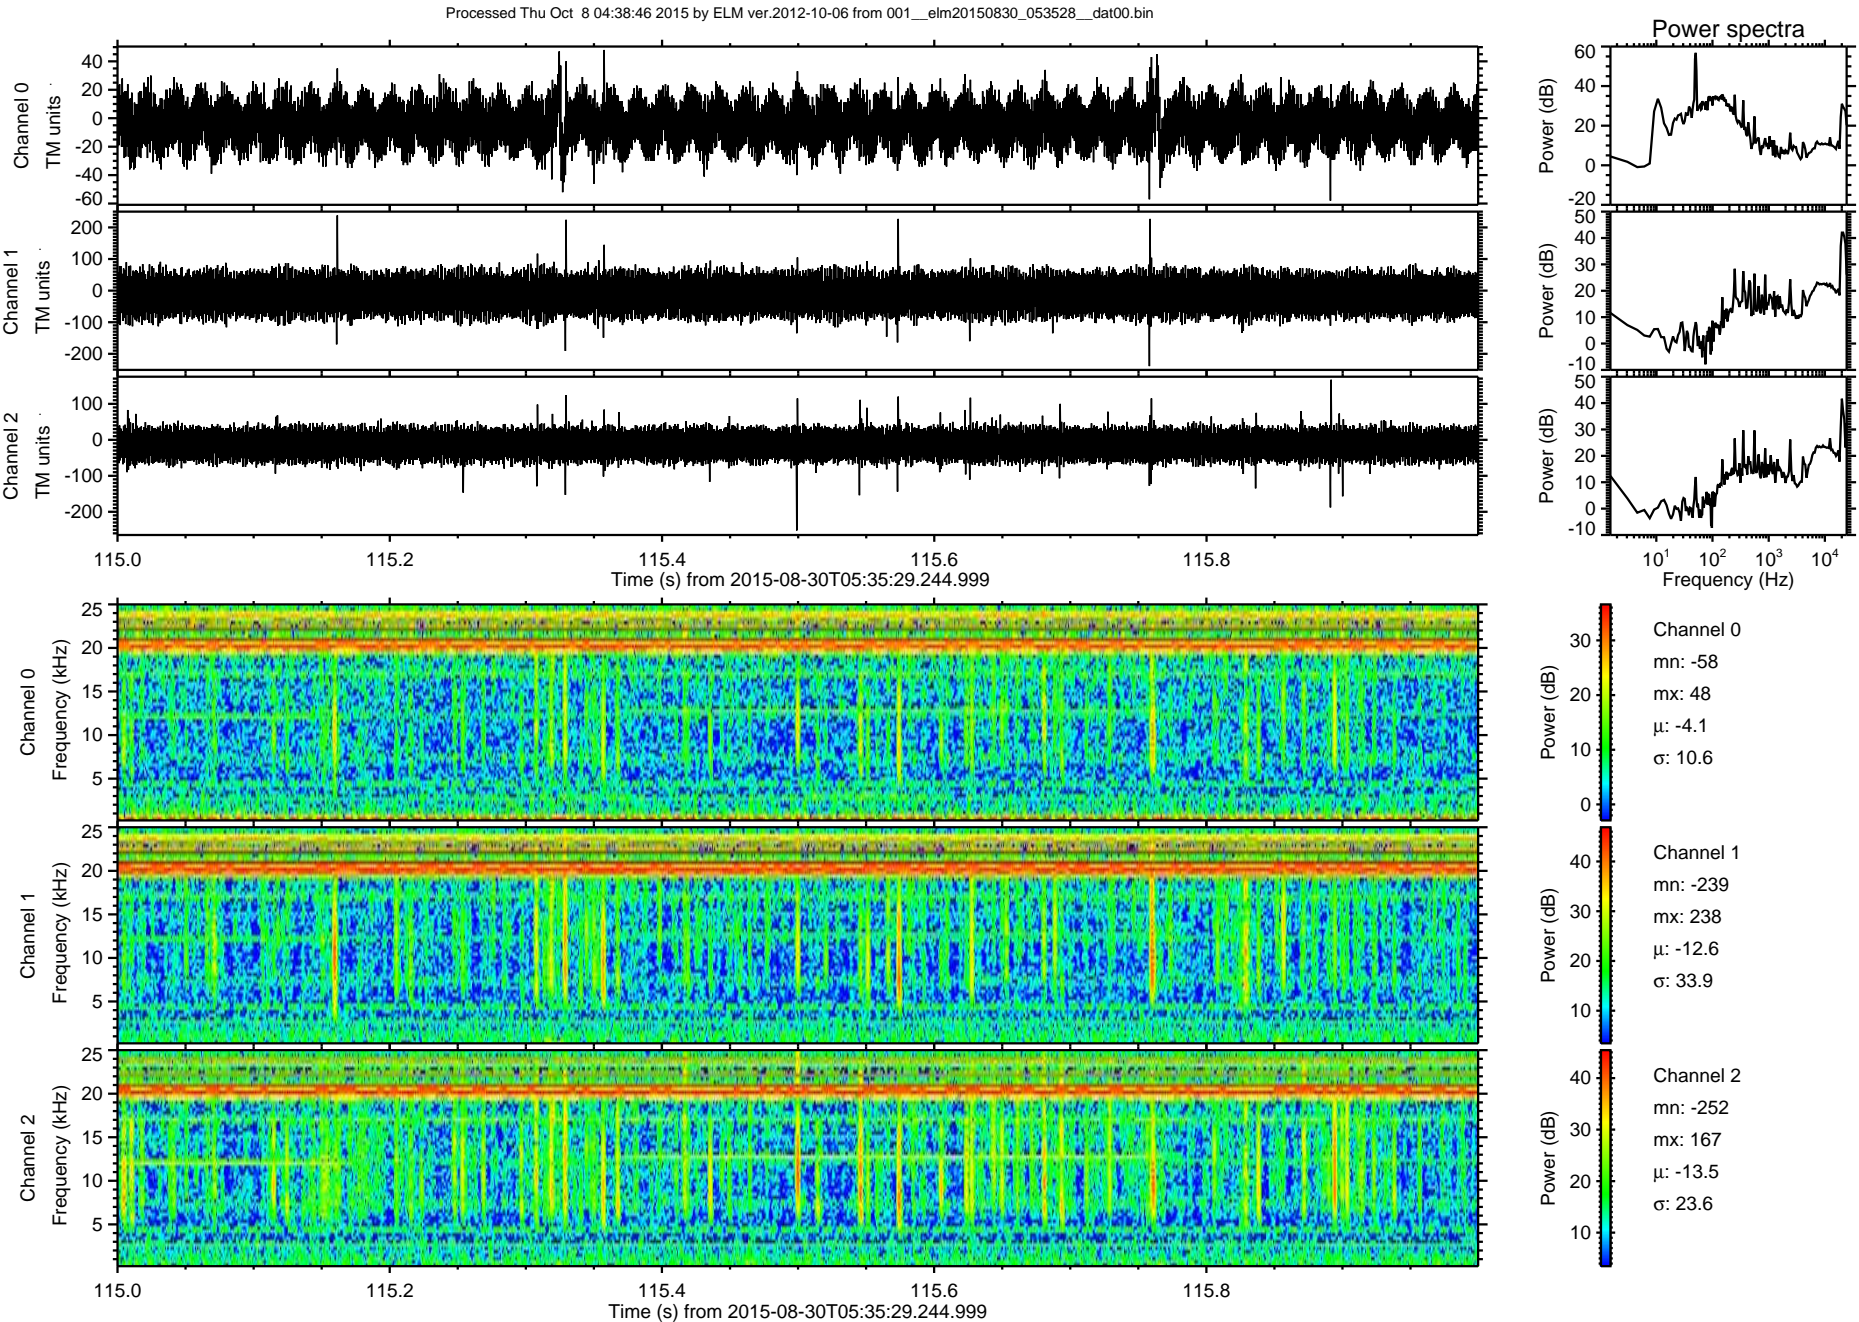 Processed Thu Oct  8 04:38:46 2015 by ELM ver.2012-10-06 from 001__elm20150830_053528__dat00.bin
Power spectra
Channel 0
TM units
40
20
0
-20
-40
-60
Power (dB)
60
40
20
0
-20
Channel 1
TM units
200
100
0
-100
-200
Power (dB)
50
40
30
20
10
0
-10
Channel 2
TM units
100
0
-100
-200
Power (dB)
50
40
30
20
10
0
-10
115.0 115.2 115.4 115.6 115.8
Time (s) from 2015-08-30T05:35:29.244.999
10^1 10^2 10^3 10^4
Frequency (Hz)
Channel 0
Frequency (kHz)
25
20
15
10
5
Power (dB)
30
20
10
0
Channel 0
mn: -58
mx: 48
μ: -4.1
σ: 10.6
Channel 1
Frequency (kHz)
25
20
15
10
5
Power (dB)
40
30
20
10
Channel 1
mn: -239
mx: 238
μ: -12.6
σ: 33.9
Channel 2
Frequency (kHz)
25
20
15
10
5
Power (dB)
40
30
20
10
Channel 2
mn: -252
mx: 167
μ: -13.5
σ: 23.6
115.0 115.2 115.4 115.6 115.8
Time (s) from 2015-08-30T05:35:29.244.999